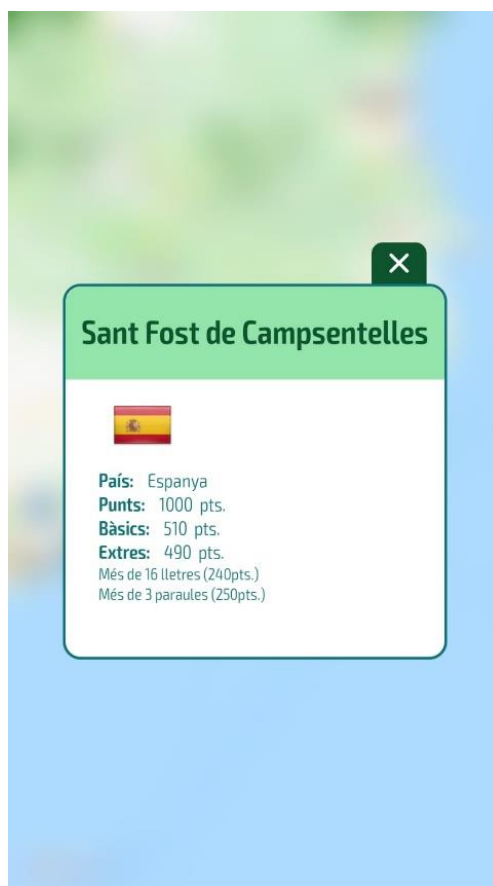 Sant Fost de Campsentelles
País: Espanya
Punts: 1000 pts.
Bàsics: 510 pts.
Extres: 490 pts.
Més de 16 lletres (240pts.)
Més de 3 paraules (250pts.)